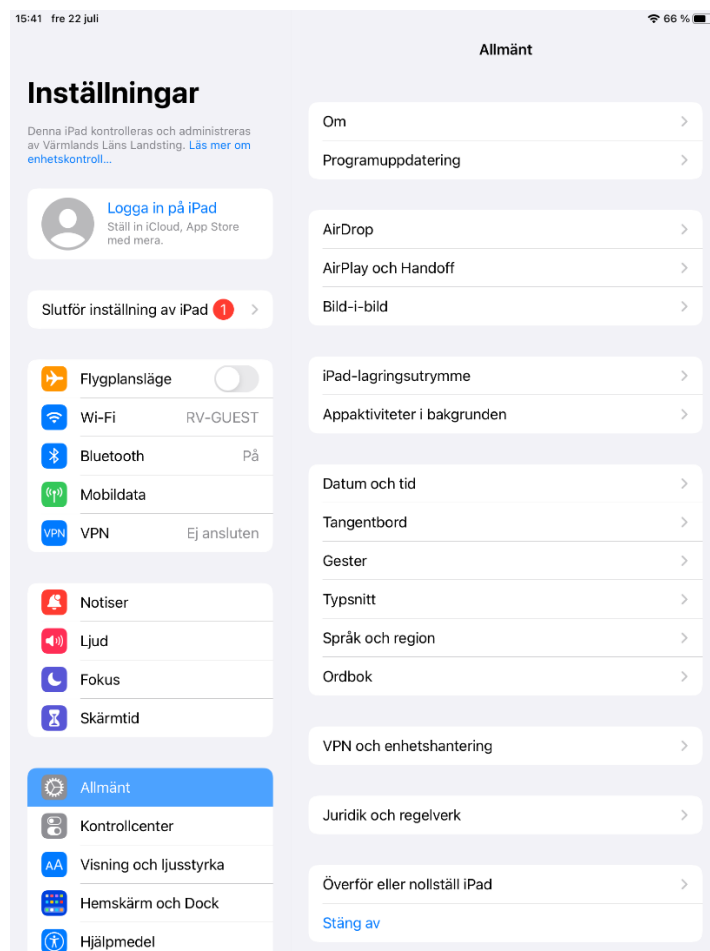 15:41 fre 22 juli
66 %
Inställningar
Denna iPad kontrolleras och administreras
av Värmlands Läns Landsting. Läs mer om
enhetskontroll...
Logga in på iPad
Ställ in iCloud, App Store
med mera.
Slutför inställning av iPad 1
Flygplansläge
Wi-Fi RV-GUEST
Bluetooth På
Mobildata
VPN VPN Ej ansluten
Notiser
Ljud
Fokus
Skärmtid
Allmänt
Kontrollcenter
AA Visning och ljusstyrka
Hemskärm och Dock
Hjälpmedel
Allmänt
Om
Programuppdatering
AirDrop
AirPlay och Handoff
Bild-i-bild
iPad-lagringsutrymme
Appaktiviteter i bakgrunden
Datum och tid
Tangentbord
Gester
Typsnitt
Språk och region
Ordbok
VPN och enhetshantering
Juridik och regelverk
Överför eller nollställ iPad
Stäng av